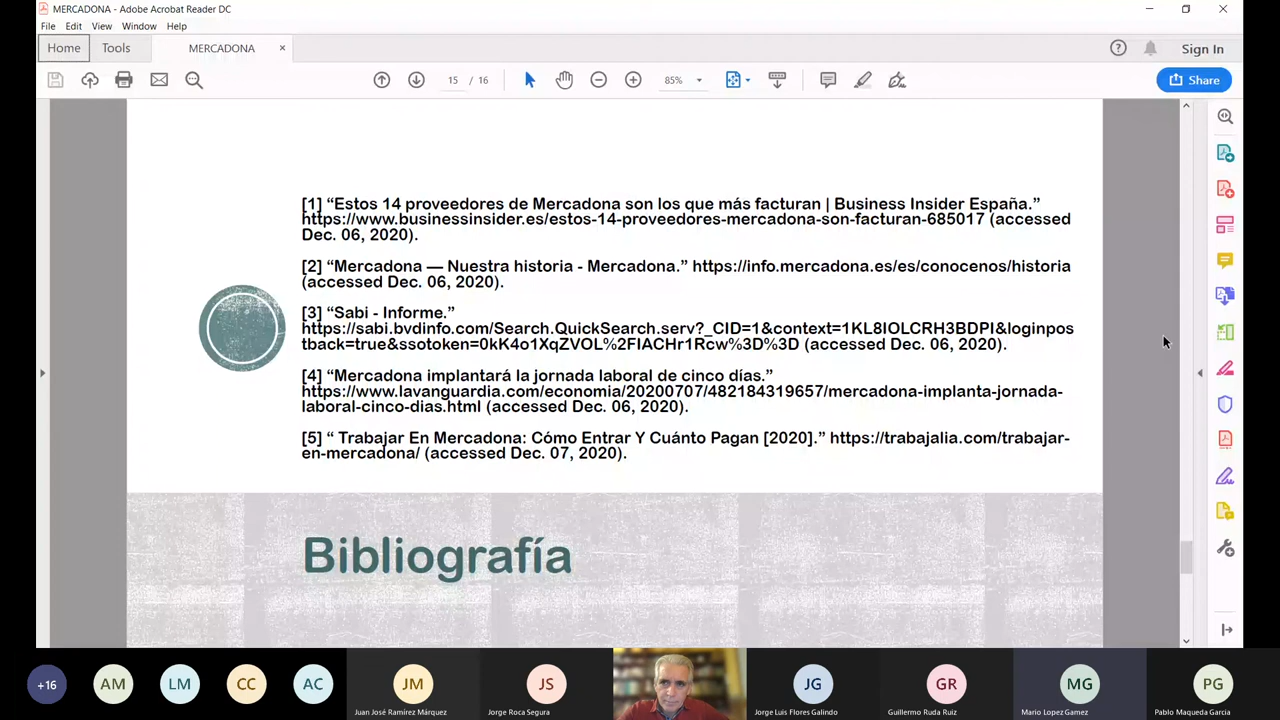 MERCADONA - Adobe Acrobat Reader DC
File Edit View Window Help
Home Tools MERCADONA × Sign In
15 / 16 85% Share
[1] “Estos 14 proveedores de Mercadona son los que más facturan | Business Insider España.”
https://www.businessinsider.es/estos-14-proveedores-mercadona-son-facturan-685017 (accessed
Dec. 06, 2020).
[2] “Mercadona — Nuestra historia - Mercadona.” https://info.mercadona.es/es/conocenos/historia
(accessed Dec. 06, 2020).
[3] “Sabi - Informe.”
https://sabi.bvdinfo.com/Search.QuickSearch.serv?_CID=1&context=1KL8IOLCRH3BDPI&loginpos
tback=true&ssotoken=0kK4o1XqZVOL%2FIACHr1Rcw%3D%3D (accessed Dec. 06, 2020).
[4] “Mercadona implantará la jornada laboral de cinco días.”
https://www.lavanguardia.com/economia/20200707/482184319657/mercadona-implanta-jornada-
laboral-cinco-dias.html (accessed Dec. 06, 2020).
[5] “ Trabajar En Mercadona: Cómo Entrar Y Cuánto Pagan [2020].” https://trabajalia.com/trabajar-
en-mercadona/ (accessed Dec. 07, 2020).
Bibliografía
+16 AM LM CC AC JM JS JG GR MG PG
Juan José Ramírez Márquez Jorge Roca Segura Jorge Luis Flores Galindo Guillermo Ruda Ruiz Mario Lopez Gamez Pablo Maqueda García